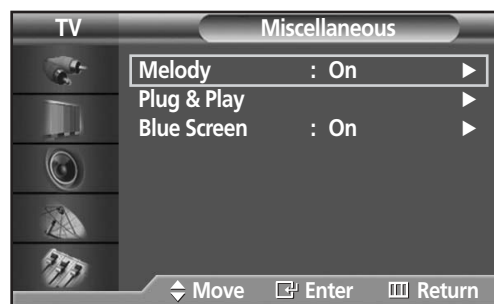 TV Miscellaneous
Melody : On ▶
Plug & Play ▶
Blue Screen : On ▶
Move Enter Return